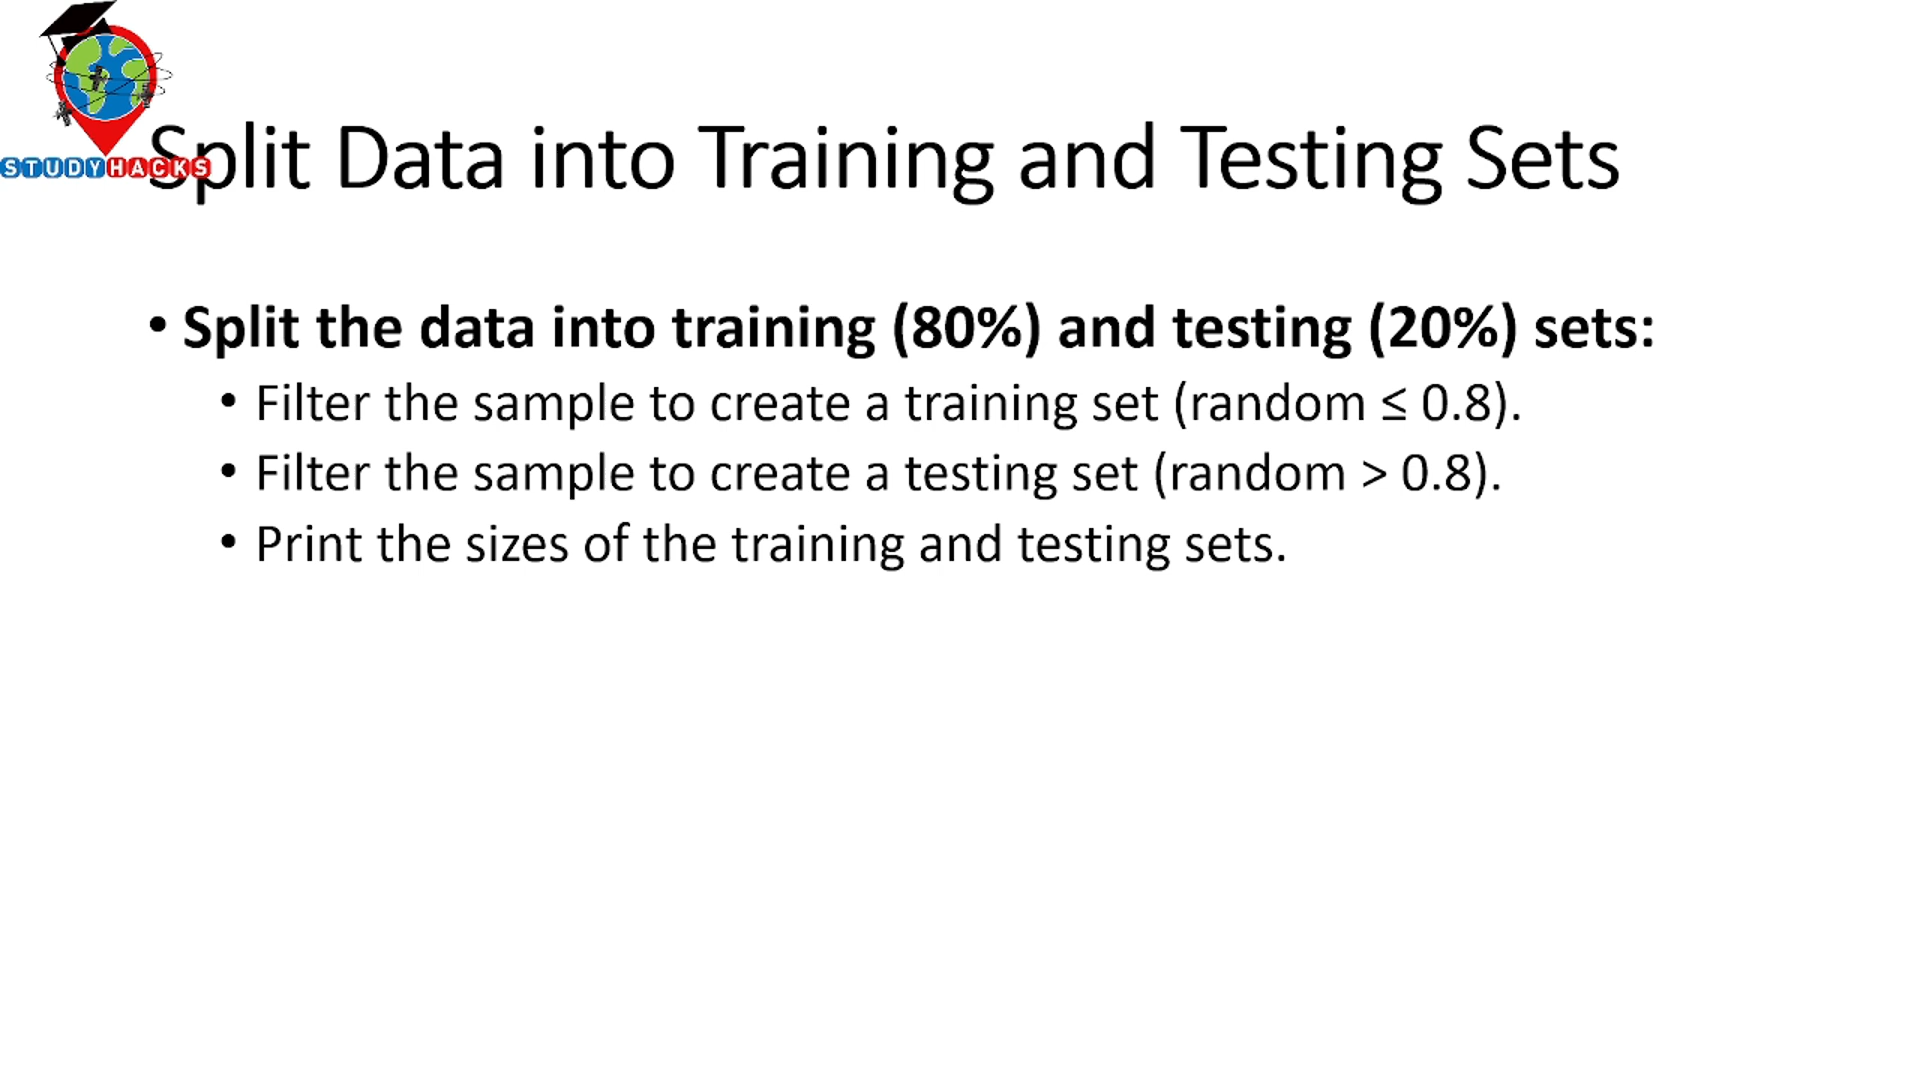 STUDYHACKS
Split Data into Training and Testing Sets
• Split the data into training (80%) and testing (20%) sets:
• Filter the sample to create a training set (random ≤ 0.8).
• Filter the sample to create a testing set (random > 0.8).
• Print the sizes of the training and testing sets.